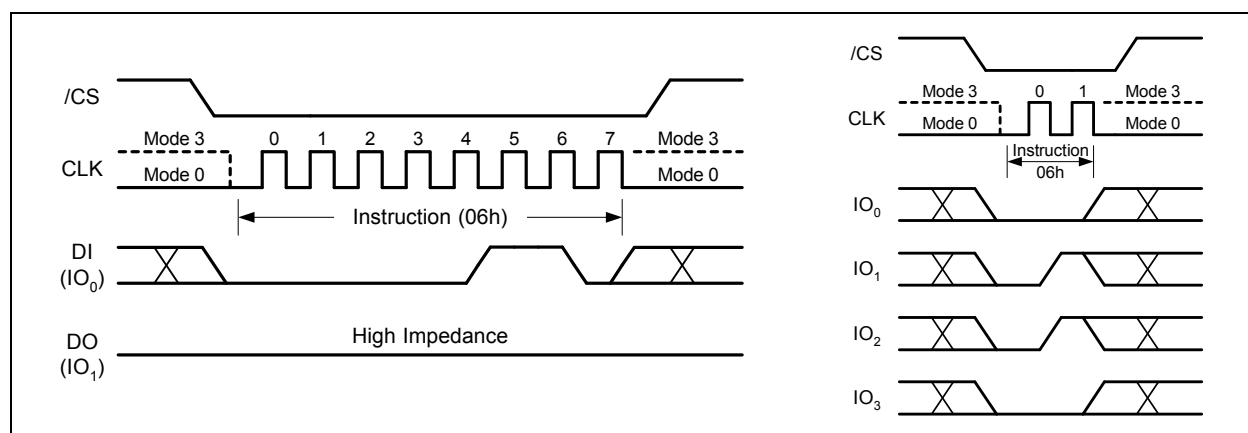 /CS
Mode 3 0 1 2 3 4 5 6 7 Mode 3
CLK
Mode 0 Mode 0
Instruction (06h)
DI
(IO0)
High Impedance
DO
(IO1)
/CS
Mode 3 0 1 Mode 3
CLK
Mode 0 Mode 0
Instruction
06h
IO0
IO1
IO2
IO3